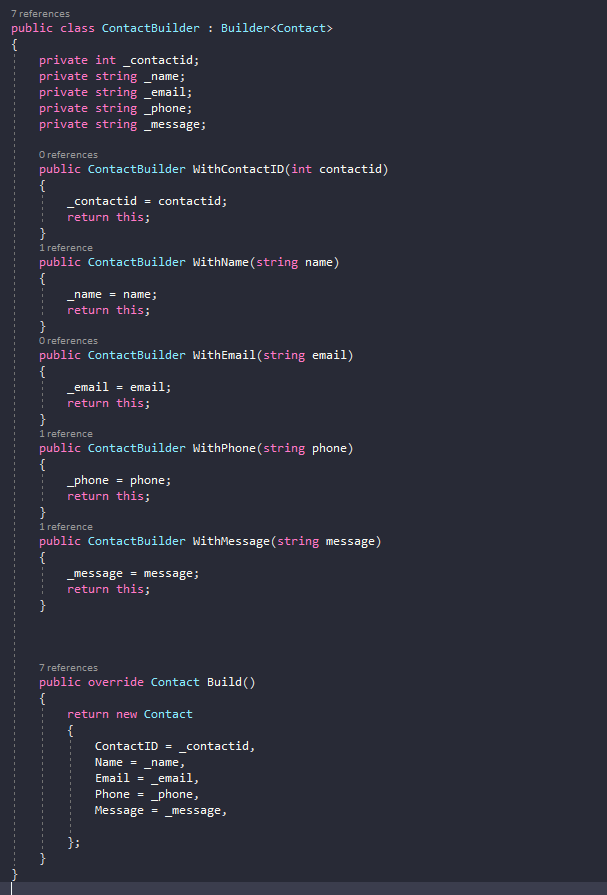 7 references
public class ContactBuilder : Builder<Contact>
{
    private int _contactid;
    private string _name;
    private string _email;
    private string _phone;
    private string _message;
    0 references
    public ContactBuilder WithContactID(int contactid)
    {
        _contactid = contactid;
        return this;
    }
    1 reference
    public ContactBuilder WithName(string name)
    {
        _name = name;
        return this;
    }
    0 references
    public ContactBuilder WithEmail(string email)
    {
        _email = email;
        return this;
    }
    1 reference
    public ContactBuilder WithPhone(string phone)
    {
        _phone = phone;
        return this;
    }
    1 reference
    public ContactBuilder WithMessage(string message)
    {
        _message = message;
        return this;
    }
    7 references
    public override Contact Build()
    {
        return new Contact
        {
            ContactID = _contactid,
            Name = _name,
            Email = _email,
            Phone = _phone,
            Message = _message,
        };
    }
}